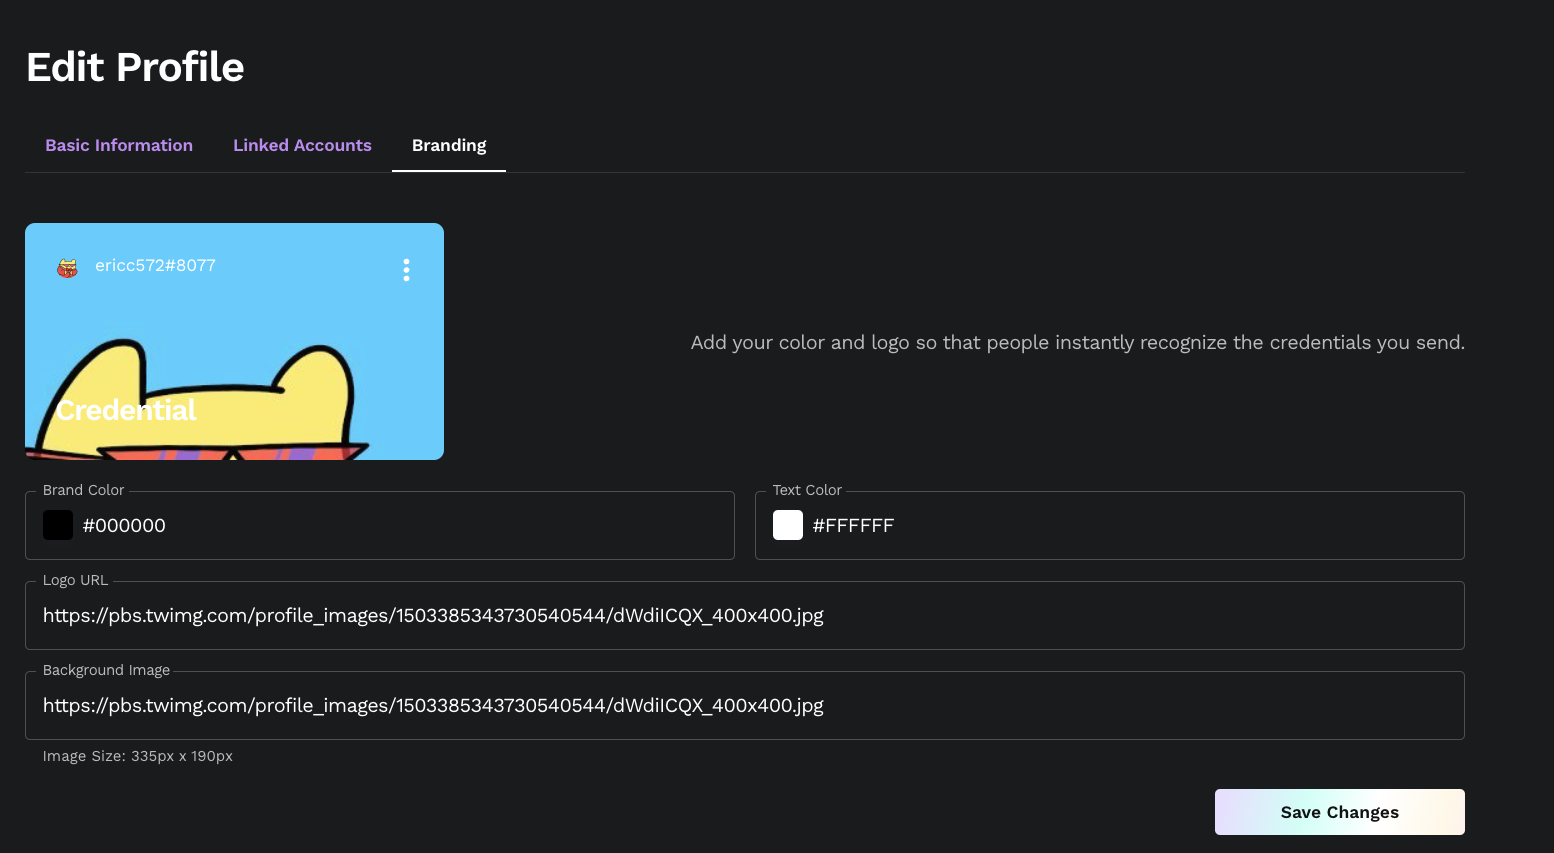 Edit Profile
Basic Information Linked Accounts Branding
ericc572#8077
Credential
Add your color and logo so that people instantly recognize the credentials you send.
Brand Color
#000000
Text Color
#FFFFFF
Logo URL
https://pbs.twimg.com/profile_images/1503385343730540544/dWdiICQX_400x400.jpg
Background Image
https://pbs.twimg.com/profile_images/1503385343730540544/dWdiICQX_400x400.jpg
Image Size: 335px x 190px
Save Changes